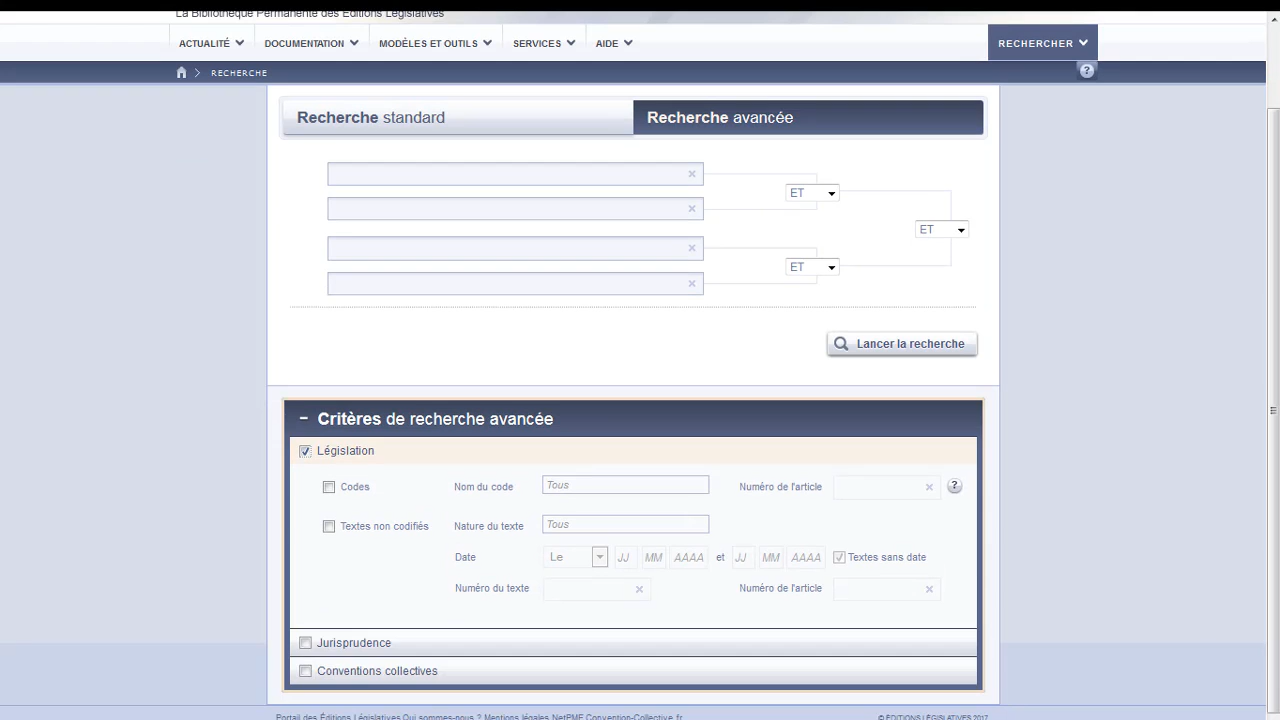 La Bibliothèque Permanente des Éditions Législatives
ACTUALITÉ DOCUMENTATION MODÈLES ET OUTILS SERVICES AIDE RECHERCHER
RECHERCHE ?
Recherche standard Recherche avancée
ET
ET
ET
Lancer la recherche
− Critères de recherche avancée
Législation
Codes Nom du code Tous Numéro de l'article ?
Textes non codifiés Nature du texte Tous
Date Le JJ MM AAAA et JJ MM AAAA Textes sans date
Numéro du texte Numéro de l'article
Jurisprudence
Conventions collectives
Portail des Éditions Législatives Qui sommes-nous ? Mentions légales NetPME Convention-Collective.fr © ÉDITIONS LÉGISLATIVES 2017